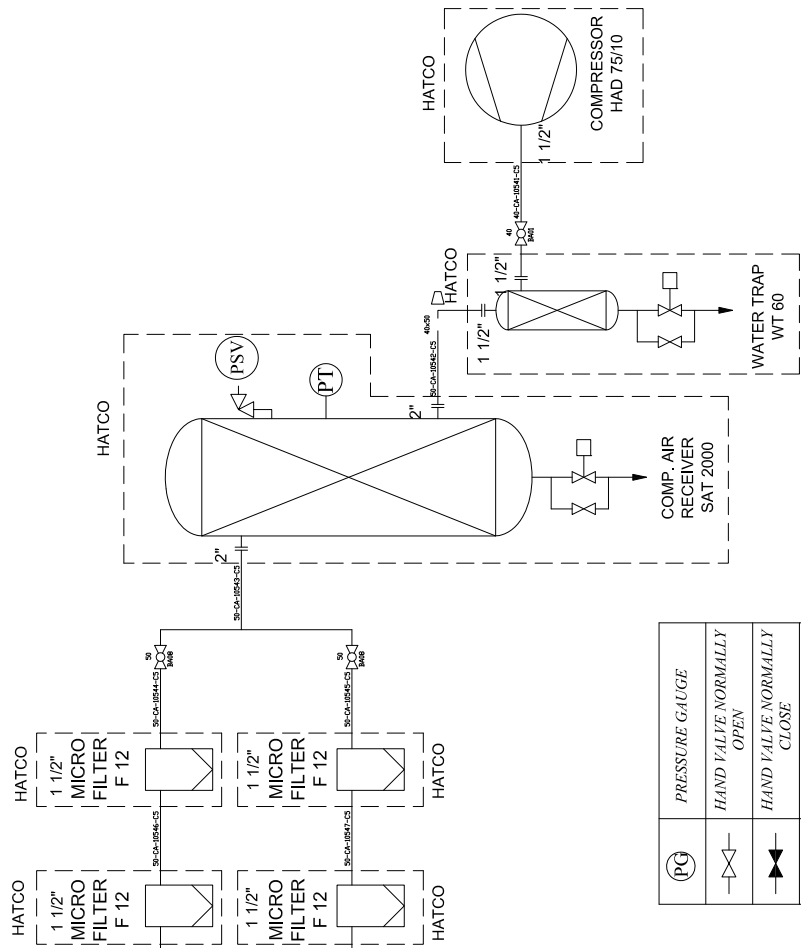 HATCO
COMPRESSOR
HAD 75/10
1 1/2"
40-CA-10541-C5
40
BA01
HATCO
1 1/2"
1 1/2"
WATER TRAP
WT 60
40x50
50-CA-10542-C5
HATCO
PSV
PT
2"
COMP. AIR
RECEIVER
SAT 2000
2"
50-CA-10543-C5
50
BA08
50
BA08
50-CA-10544-C5
50-CA-10545-C5
HATCO
1 1/2"
MICRO
FILTER
F 12
1 1/2"
MICRO
FILTER
F 12
HATCO
50-CA-10546-C5
50-CA-10547-C5
HATCO
1 1/2"
MICRO
FILTER
F 12
1 1/2"
MICRO
FILTER
F 12
HATCO
PG
PRESSURE GAUGE
HAND VALVE NORMALLY
OPEN
HAND VALVE NORMALLY
CLOSE